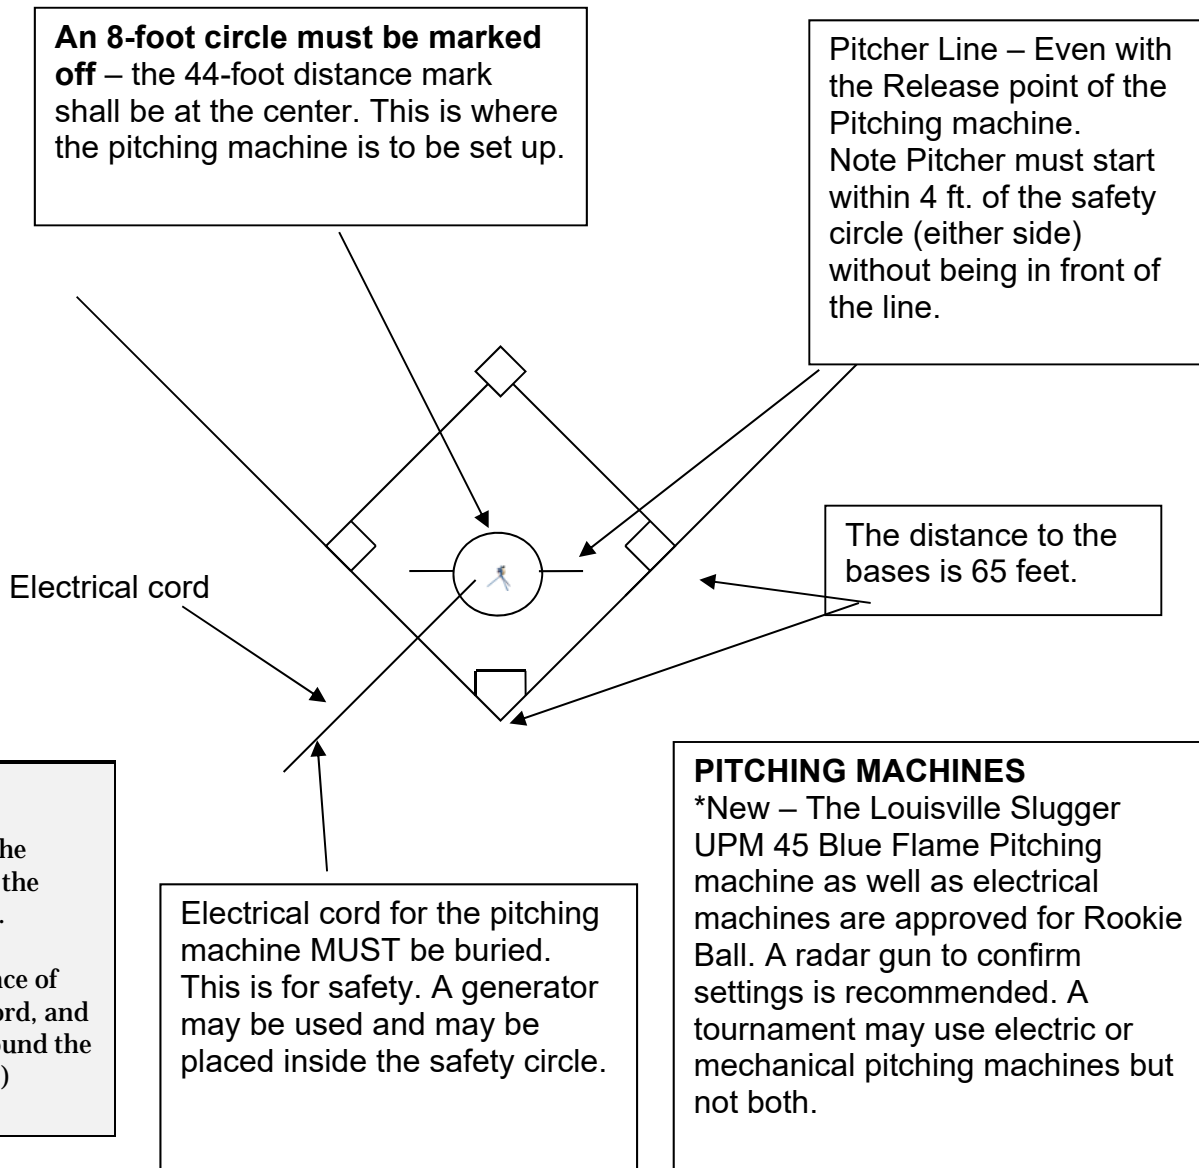 An 8-foot circle must be marked
off – the 44-foot distance mark
shall be at the center. This is where
the pitching machine is to be set up.
Pitcher Line – Even with
the Release point of the
Pitching machine.
Note Pitcher must start
within 4 ft. of the safety
circle (either side)
without being in front of
the line.
The distance to the
bases is 65 feet.
Electrical cord
he
the
.
nce of
ord, and
ound the
)
Electrical cord for the pitching
machine MUST be buried.
This is for safety. A generator
may be used and may be
placed inside the safety circle.
PITCHING MACHINES
*New – The Louisville Slugger
UPM 45 Blue Flame Pitching
machine as well as electrical
machines are approved for Rookie
Ball. A radar gun to confirm
settings is recommended. A
tournament may use electric or
mechanical pitching machines but
not both.